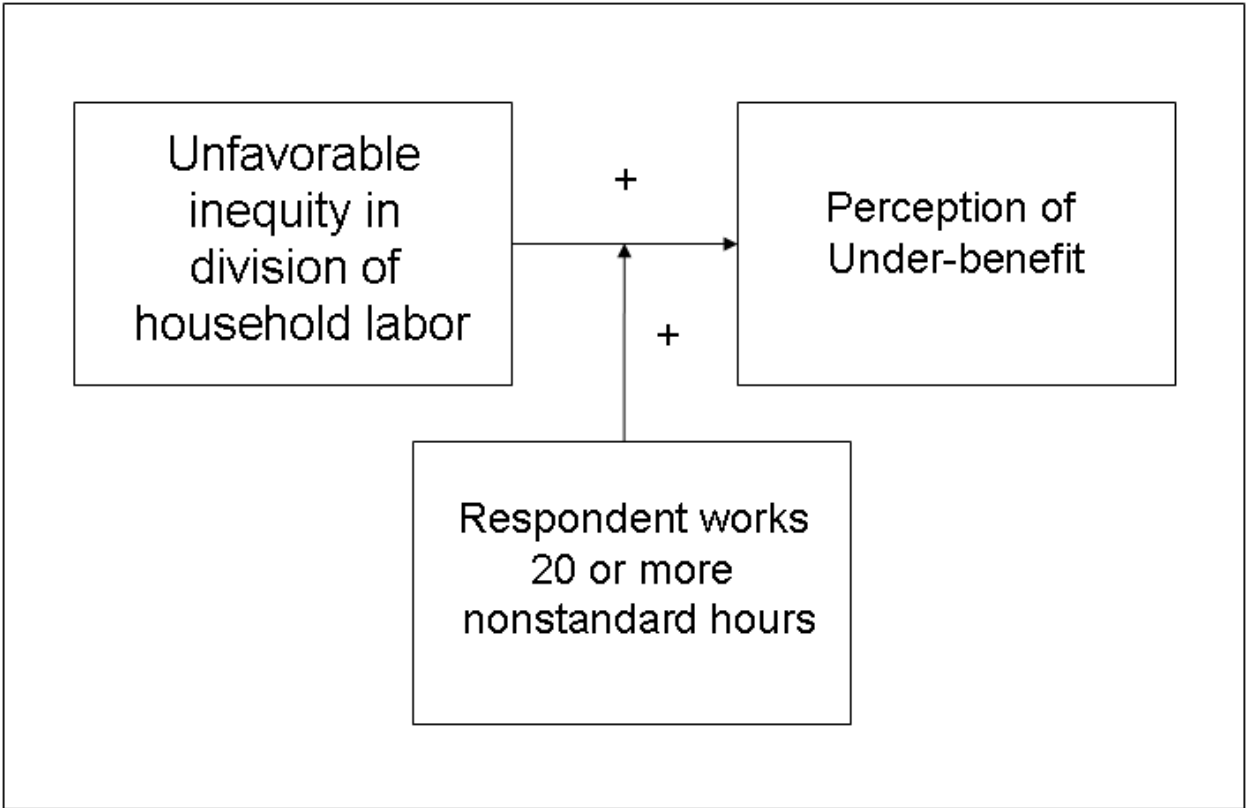 Unfavorable
inequity in
division of
household labor
+
Perception of
Under-benefit
+
Respondent works
20 or more
nonstandard hours